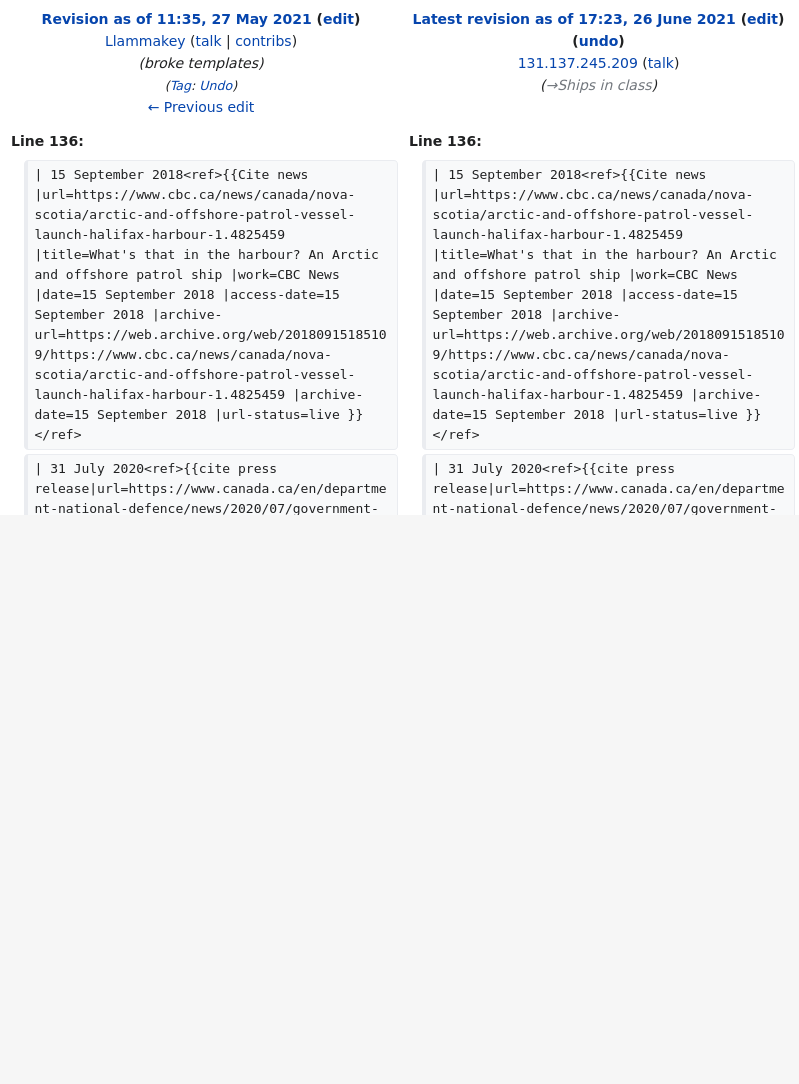 Revision as of 11:35, 27 May 2021 (edit)
Llammakey (talk | contribs)
(broke templates)
(Tag: Undo)
← Previous edit
Latest revision as of 17:23, 26 June 2021 (edit)
(undo)
131.137.245.209 (talk)
(→Ships in class)
Line 136:
Line 136:
| 15 September 2018<ref>{{Cite news
|url=https://www.cbc.ca/news/canada/nova-
scotia/arctic-and-offshore-patrol-vessel-
launch-halifax-harbour-1.4825459
|title=What's that in the harbour? An Arctic
and offshore patrol ship |work=CBC News
|date=15 September 2018 |access-date=15
September 2018 |archive-
url=https://web.archive.org/web/2018091518510
9/https://www.cbc.ca/news/canada/nova-
scotia/arctic-and-offshore-patrol-vessel-
launch-halifax-harbour-1.4825459 |archive-
date=15 September 2018 |url-status=live }}
</ref>
| 15 September 2018<ref>{{Cite news
|url=https://www.cbc.ca/news/canada/nova-
scotia/arctic-and-offshore-patrol-vessel-
launch-halifax-harbour-1.4825459
|title=What's that in the harbour? An Arctic
and offshore patrol ship |work=CBC News
|date=15 September 2018 |access-date=15
September 2018 |archive-
url=https://web.archive.org/web/2018091518510
9/https://www.cbc.ca/news/canada/nova-
scotia/arctic-and-offshore-patrol-vessel-
launch-halifax-harbour-1.4825459 |archive-
date=15 September 2018 |url-status=live }}
</ref>
| 31 July 2020<ref>{{cite press
release|url=https://www.canada.ca/en/departme
nt-national-defence/news/2020/07/government-
| 31 July 2020<ref>{{cite press
release|url=https://www.canada.ca/en/departme
nt-national-defence/news/2020/07/government-